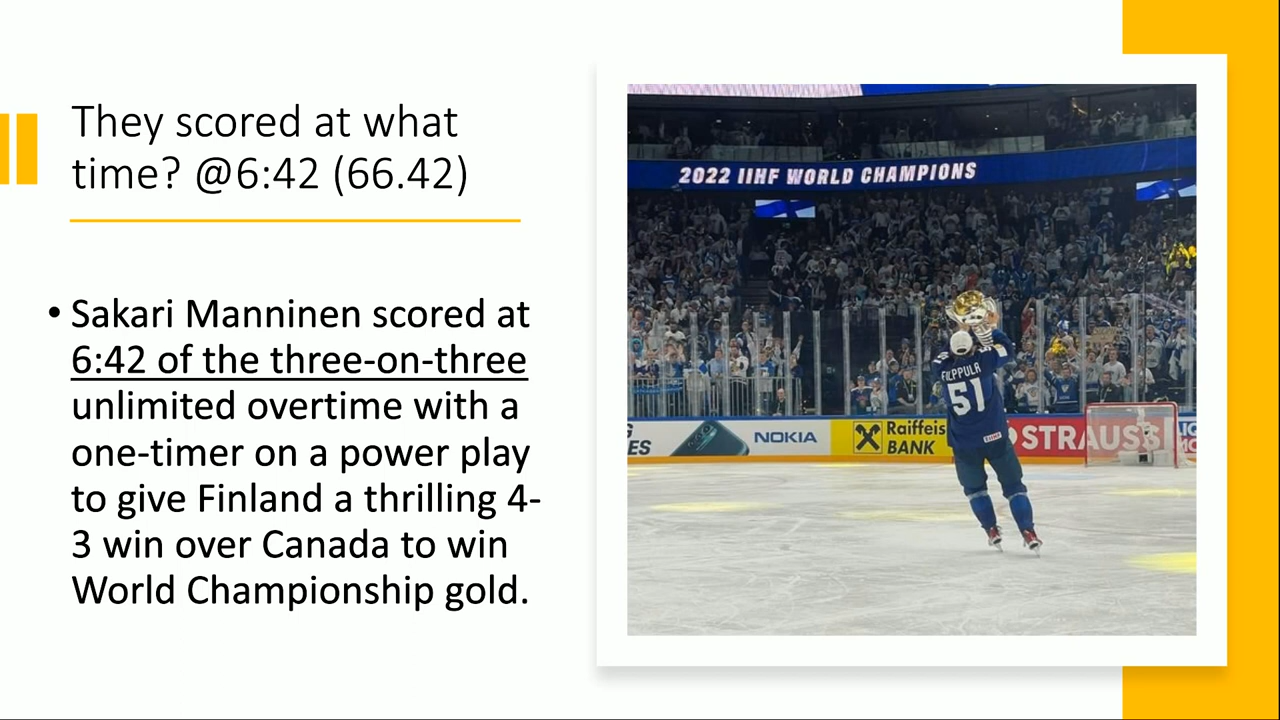 They scored at what
time? @6:42 (66.42)
• Sakari Manninen scored at
6:42 of the three-on-three
unlimited overtime with a
one-timer on a power play
to give Finland a thrilling 4-
3 win over Canada to win
World Championship gold.
2022 IIHF WORLD CHAMPIONS
FILPPULA
51
ES
NOKIA
Raiffeis
BANK
STRAUSS